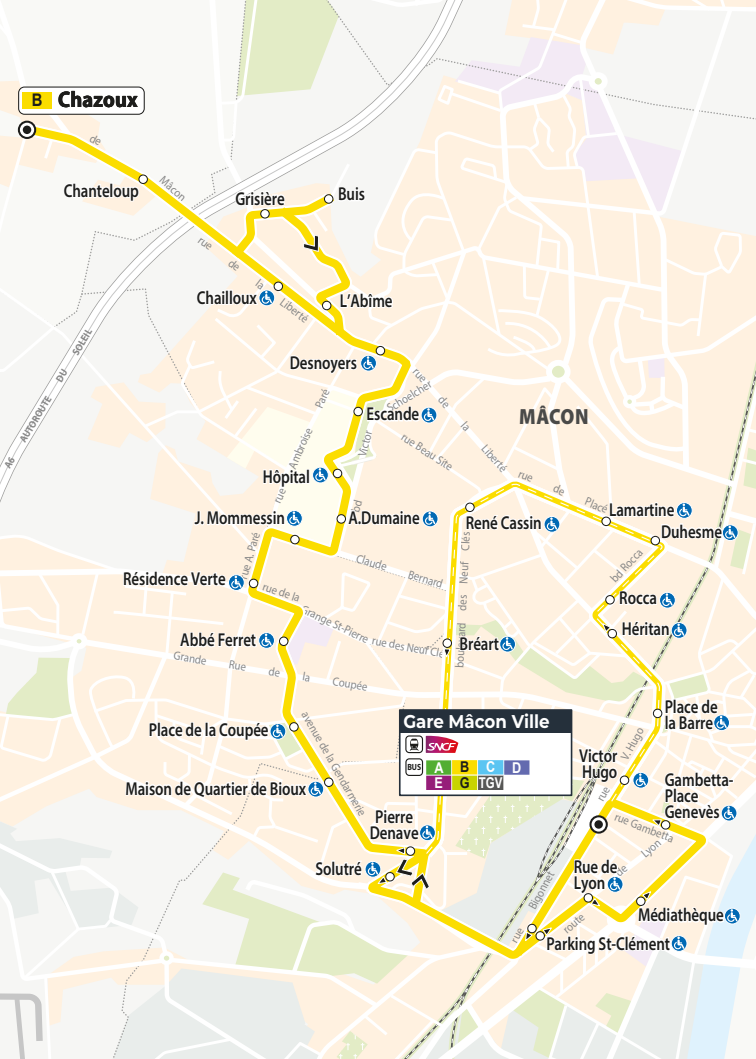 B Chazoux
de
Mâcon
Chanteloup
Grisière
Buis
rue
de
la
Liberté
Chailloux
L'Abîme
A6 AUTOROUTE DU SOLEIL
Desnoyers
rue
de
la
Liberté
Schoelcher
Victor
bd
Escande
MÂCON
rue Ambroise Paré
rue Beau Site
Hôpital
rue
de
Placé
J. Mommessin
A.Dumaine
René Cassin
Lamartine
Duhesme
rue A. Paré
Claude
Bernard
boulevard des Neuf Clés
bd Rocca
Résidence Verte
rue de la
Grange St-Pierre
rue des Neuf Clés
Rocca
Héritan
Abbé Ferret
Bréart
Grande Rue de la Coupée
Place de
la Barre
Place de la Coupée
avenue de la Gendarmerie
Gare Mâcon Ville
SNCF
BUS A B C D
E G TGV
rue V. Hugo
Victor
Hugo
Gambetta-
Place
Genevès
Maison de Quartier de Bioux
Pierre
Denave
rue Gambetta
Solutré
Rue de
Lyon
route
de
Lyon
rue Bigonnet
Médiathèque
Parking St-Clément